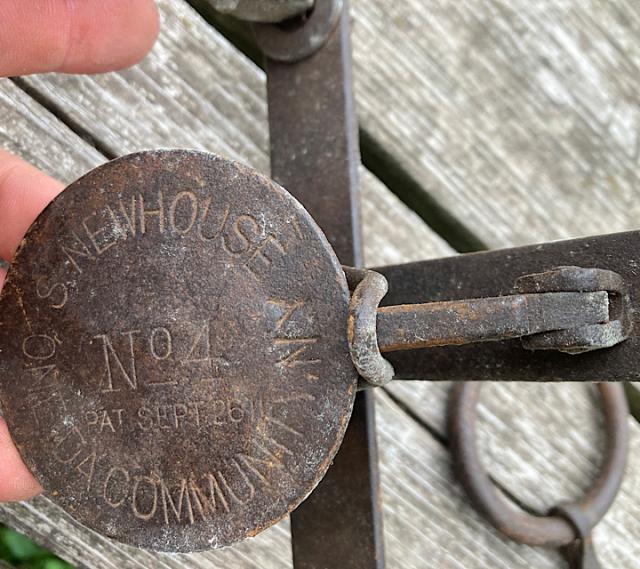 S. NEWHOUSE
No 4
PAT SEPT. 26 11
ONEIDA COMMUNITY N.Y.